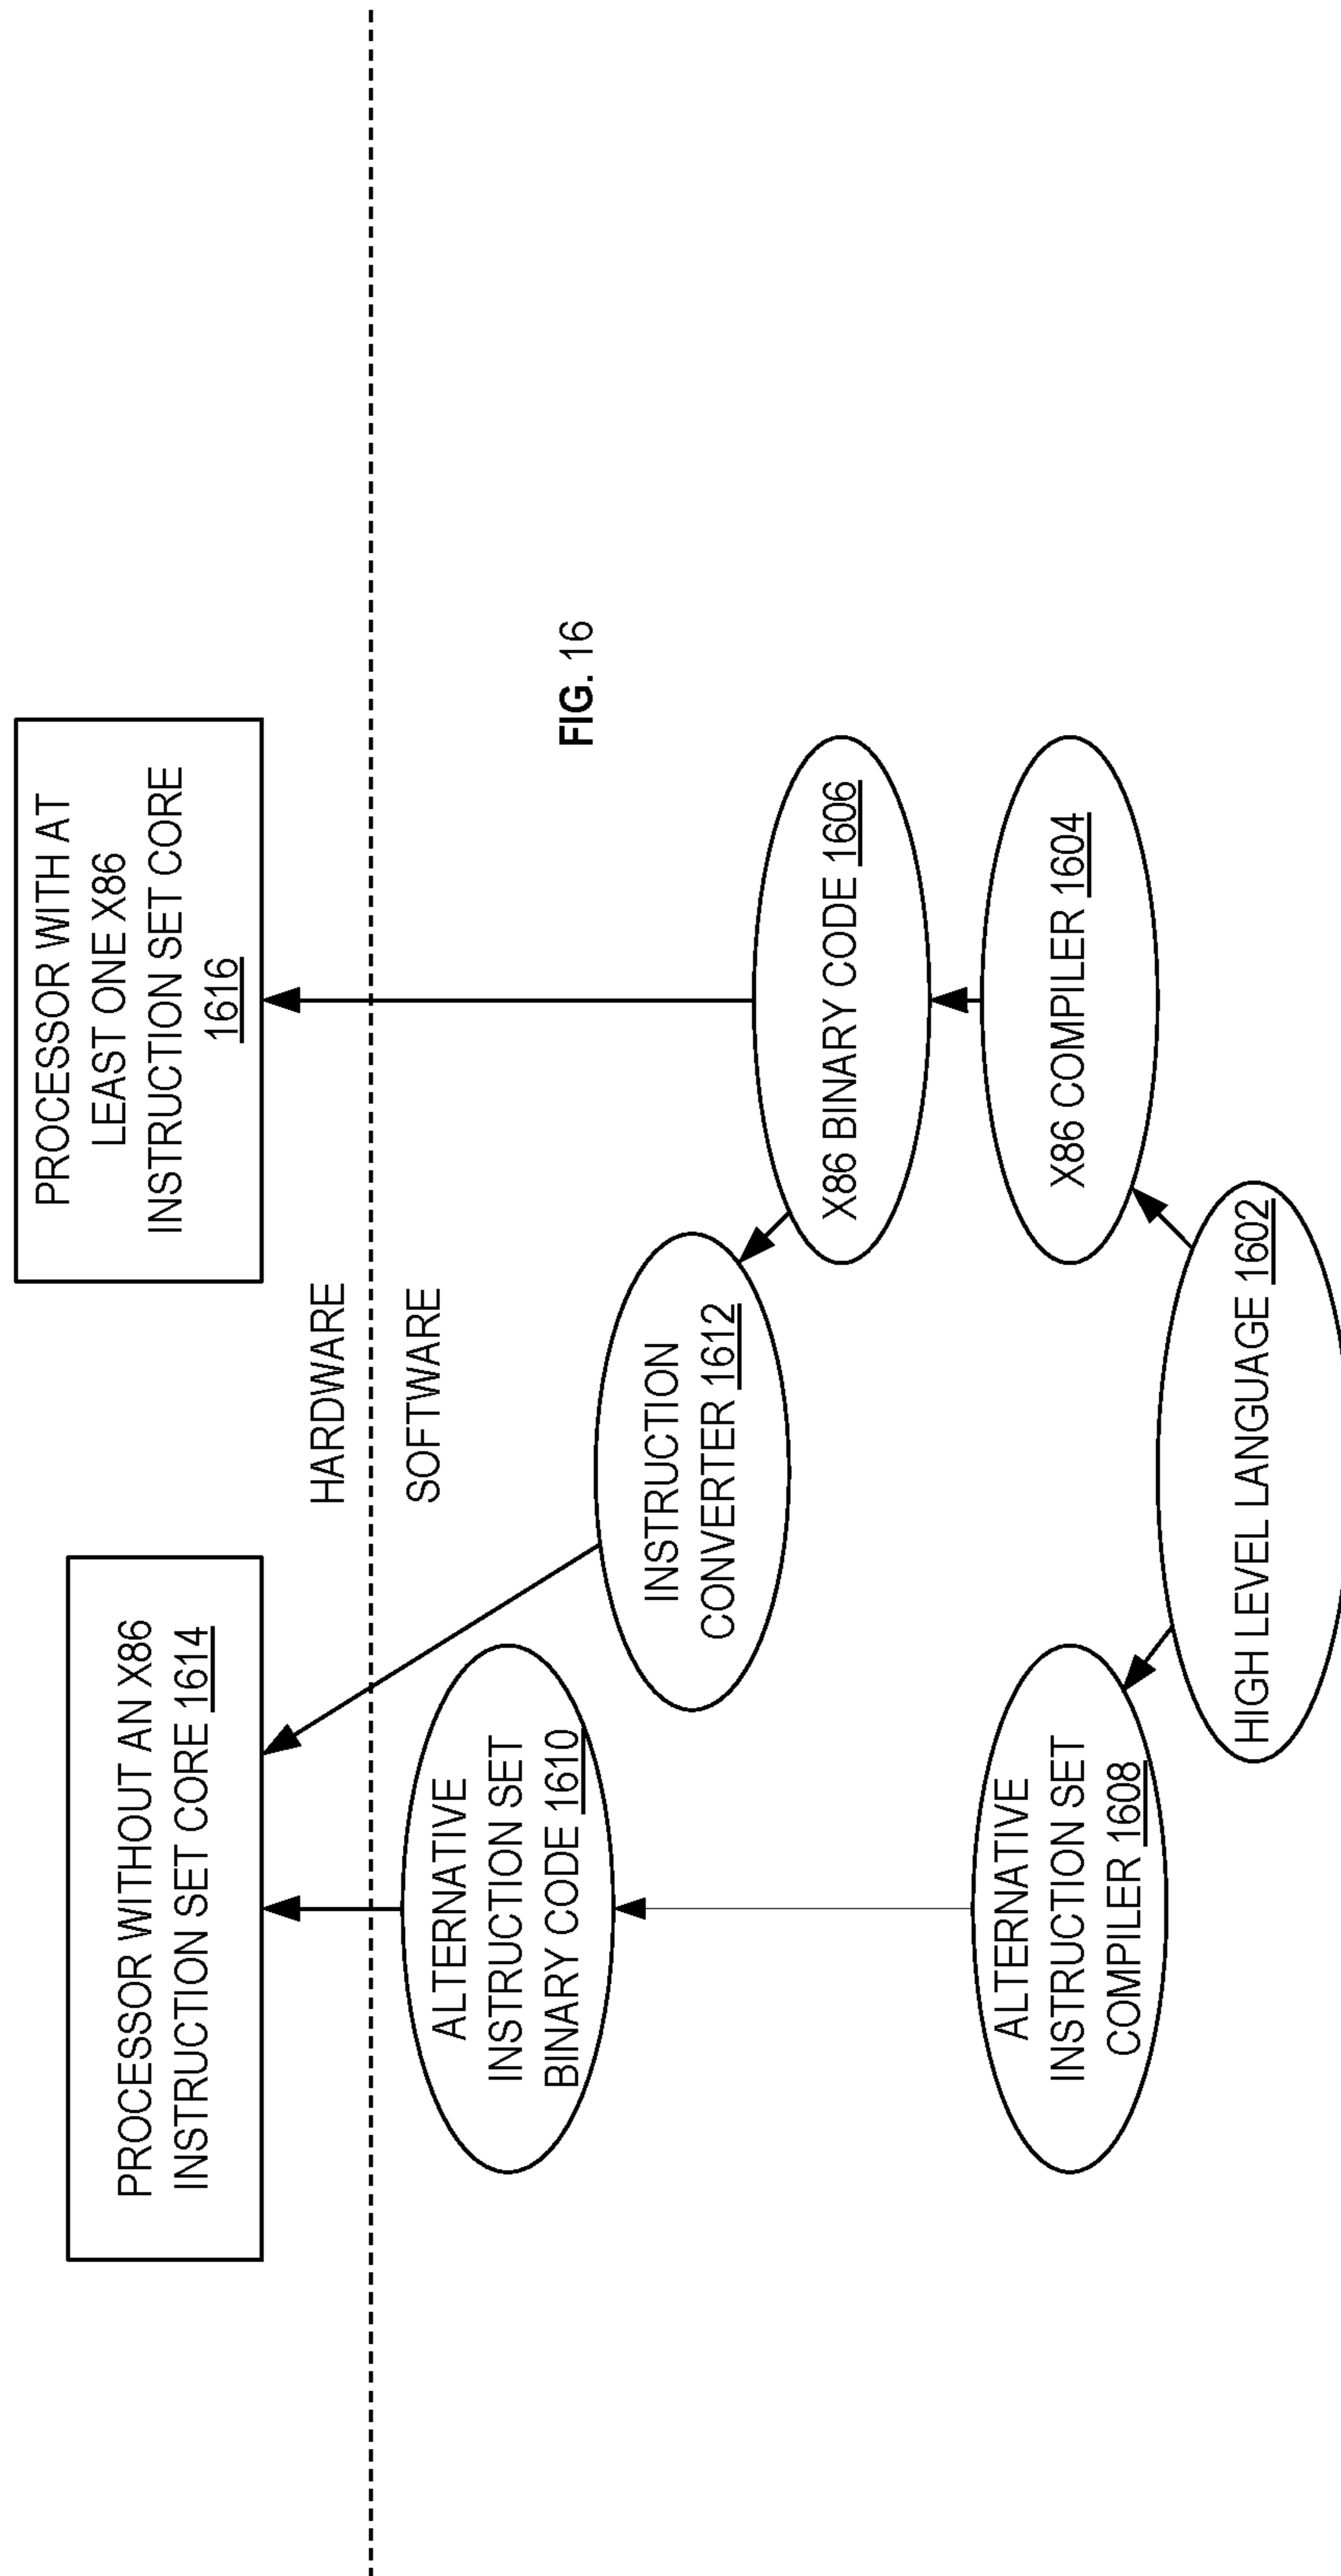 PROCESSOR WITHOUT AN X86
INSTRUCTION SET CORE 1614
PROCESSOR WITH AT
LEAST ONE X86
INSTRUCTION SET CORE
1616
HARDWARE
SOFTWARE
ALTERNATIVE
INSTRUCTION SET
BINARY CODE 1610
INSTRUCTION
CONVERTER 1612
FIG. 16
X86 BINARY CODE 1606
ALTERNATIVE
INSTRUCTION SET
COMPILER 1608
X86 COMPILER 1604
HIGH LEVEL LANGUAGE 1602